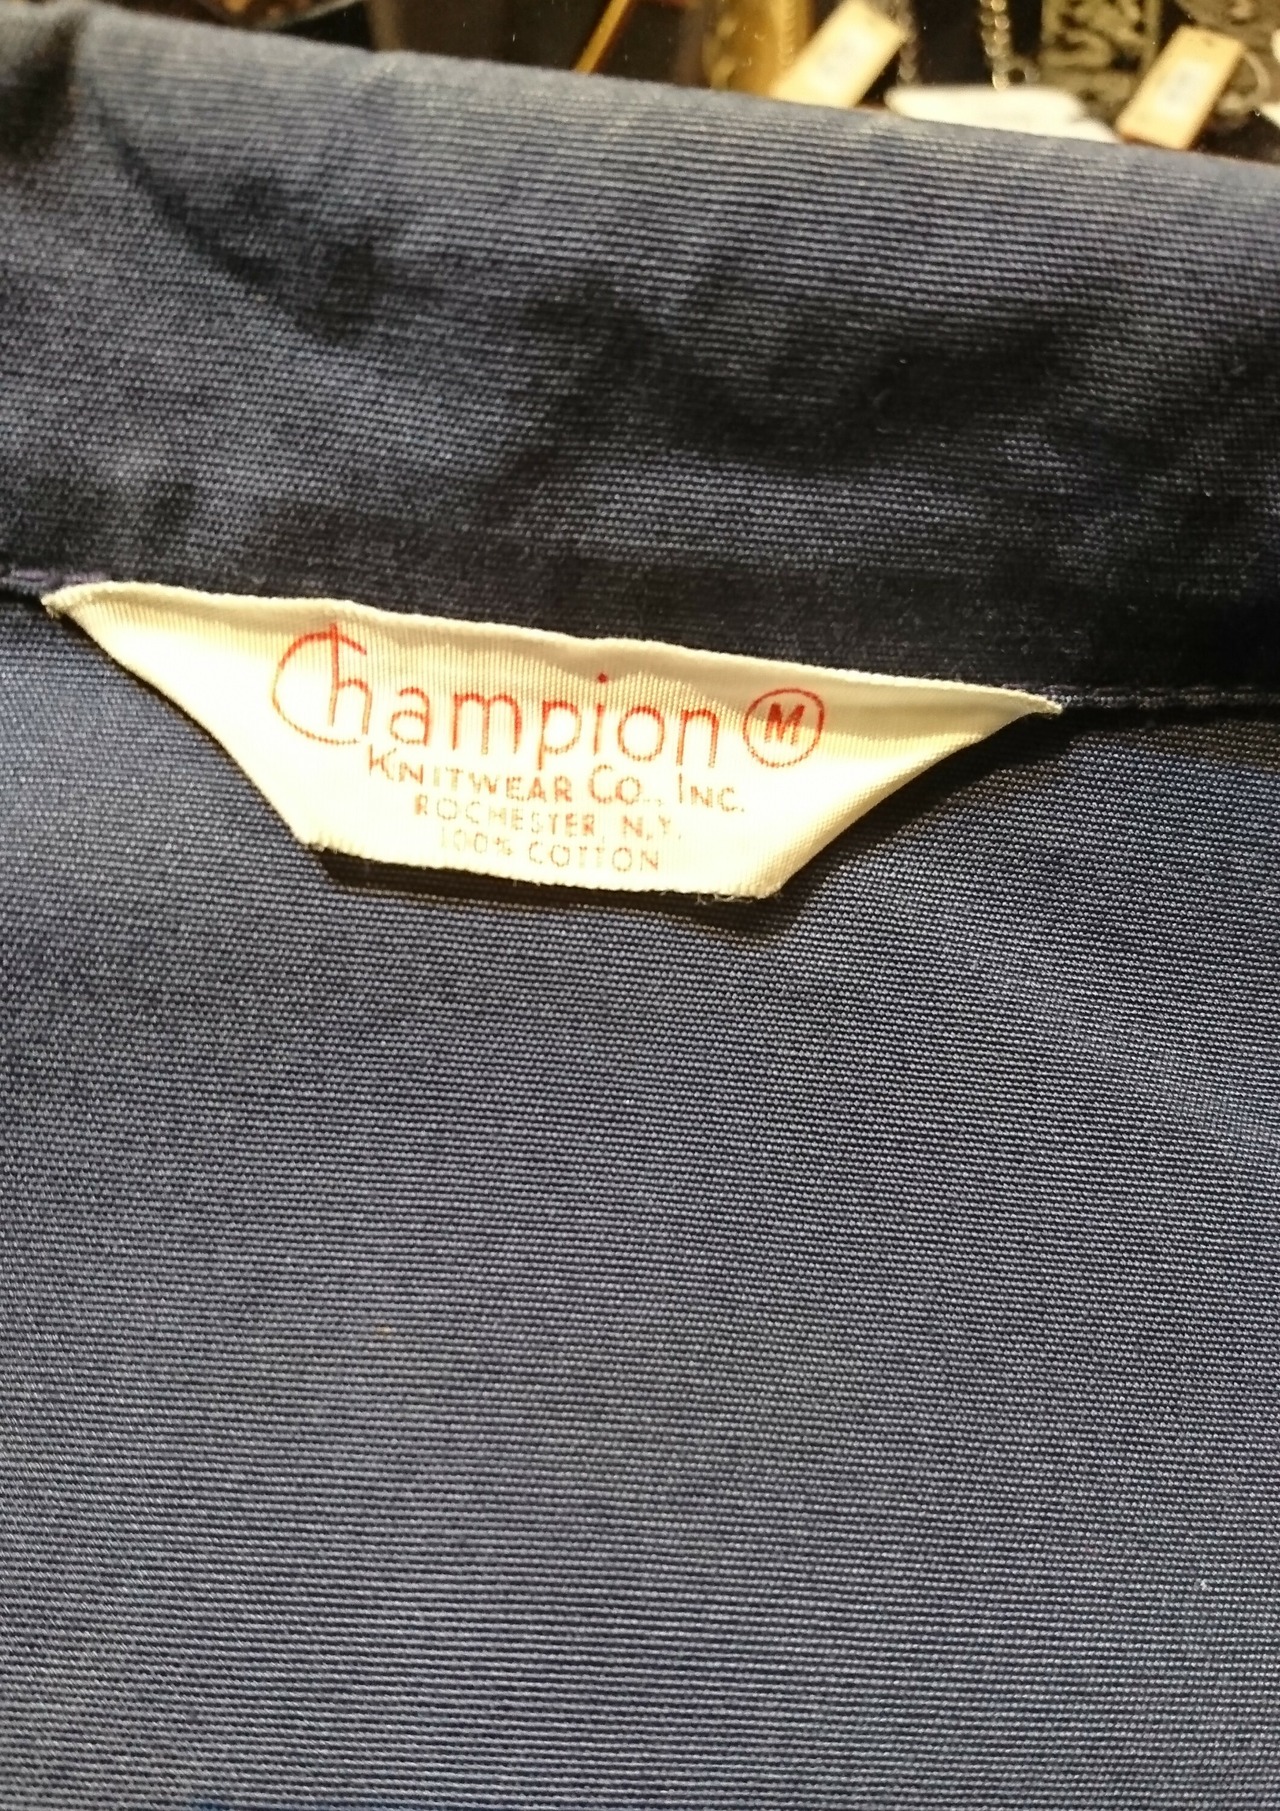 Champion M
KNITWEAR CO., INC.
ROCHESTER, N.Y.
100% COTTON